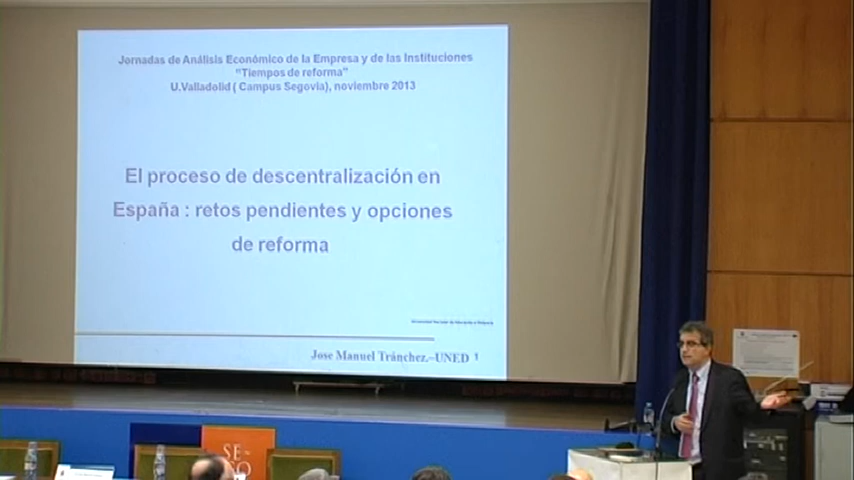 Jornadas de Análisis Económico de la Empresa y de las Instituciones
"Tiempos de reforma"
U.Valladolid ( Campus Segovia), noviembre 2013
El proceso de descentralización en
España : retos pendientes y opciones
de reforma
Jose Manuel Tránchez.–UNED 1
SE